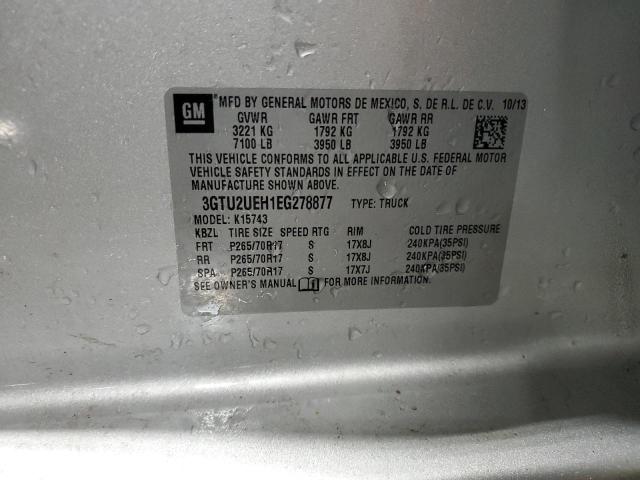 GM MFD BY GENERAL MOTORS DE MEXICO, S. DE R.L. DE C.V. 10/13
GVWR GAWR FRT GAWR RR
3221 KG 1792 KG 1792 KG
7100 LB 3950 LB 3950 LB
THIS VEHICLE CONFORMS TO ALL APPLICABLE U.S. FEDERAL MOTOR
VEHICLE SAFETY STANDARDS IN EFFECT ON THE DATE OF
MANUFACTURE SHOWN ABOVE.
3GTU2UEH1EG278877 TYPE: TRUCK
MODEL: K15743
KBZL TIRE SIZE SPEED RTG RIM COLD TIRE PRESSURE
FRT P265/70R17 S 17X8J 240KPA(35PSI)
RR P265/70R17 S 17X8J 240KPA(35PSI)
SPA P265/70R17 S 17X7J 240KPA(35PSI)
SEE OWNER'S MANUAL FOR MORE INFORMATION.